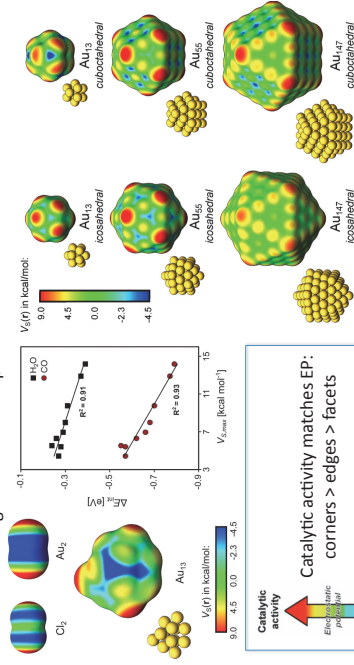 Cl₂
Au₂
Au₁₃
Vₛ(r) in kcal/mol:
9.0 4.5 0.0 -2.3 -4.5
ΔEint [eV]
-0.1
-0.3
-0.5
-0.7
-0.9
H₂O
CO
R² = 0.91
R² = 0.93
3 7 11 15
VS,max [kcal mol⁻¹]
Catalytic
activity
Electrostatic
potential
Catalytic activity matches EP:
corners > edges > facets
Vₛ(r) in kcal/mol:
9.0
4.5
0.0
-2.3
-4.5
Au₁₃
icosahedral
Au₁₃
cuboctahedral
Au₅₅
icosahedral
Au₅₅
cuboctahedral
Au₁₄₇
icosahedral
Au₁₄₇
cuboctahedral